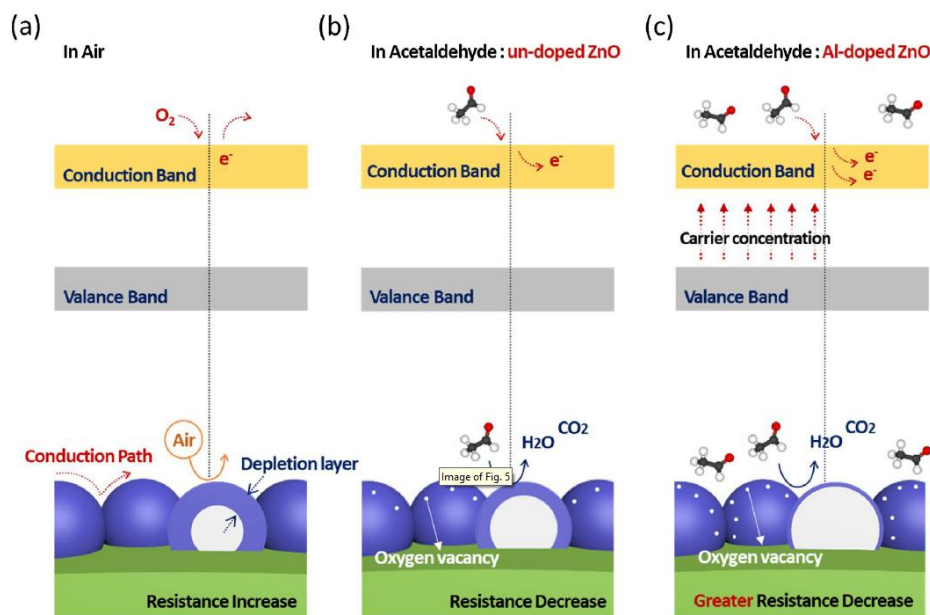 (a)
In Air
O2
e-
Conduction Band
Valance Band
Air
Conduction Path
Depletion layer
Resistance Increase
(b)
In Acetaldehyde : un-doped ZnO
e-
Conduction Band
Valance Band
H2O
CO2
Image of Fig. 5
Oxygen vacancy
Resistance Decrease
(c)
In Acetaldehyde : Al-doped ZnO
e-
e-
Conduction Band
Carrier concentration
Valance Band
H2O
CO2
Oxygen vacancy
Greater Resistance Decrease